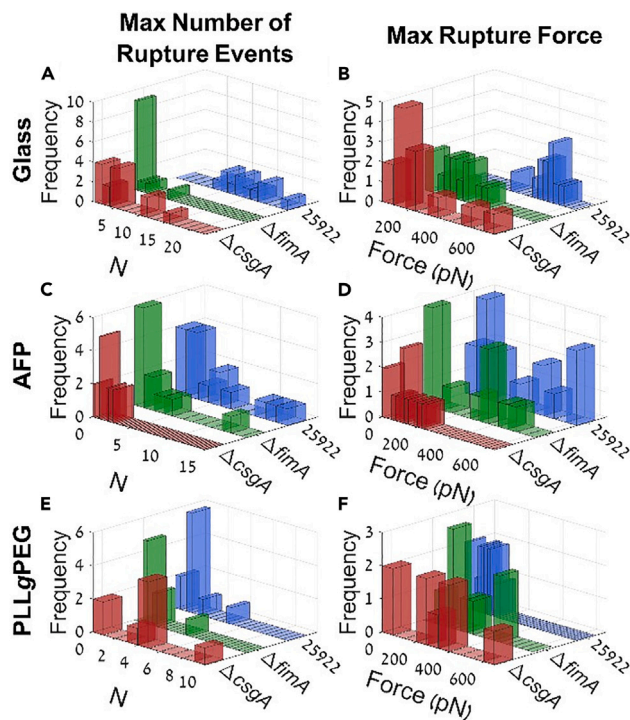 Max Number of
Rupture Events
Max Rupture Force
Glass
A
Frequency
10
8
6
4
2
0
5
10
15
20
N
ΔcsgA
ΔfimA
25922
B
Frequency
5
4
3
2
1
0
200
400
600
Force (pN)
ΔcsgA
ΔfimA
25922
AFP
C
Frequency
6
4
2
0
5
10
15
N
ΔcsgA
ΔfimA
25922
D
Frequency
4
3
2
1
0
200
400
600
Force (pN)
ΔcsgA
ΔfimA
25922
PLLgPEG
E
Frequency
6
4
2
0
2
4
6
8
10
N
ΔcsgA
ΔfimA
25922
F
Frequency
3
2
1
0
200
400
600
Force (pN)
ΔcsgA
ΔfimA
25922